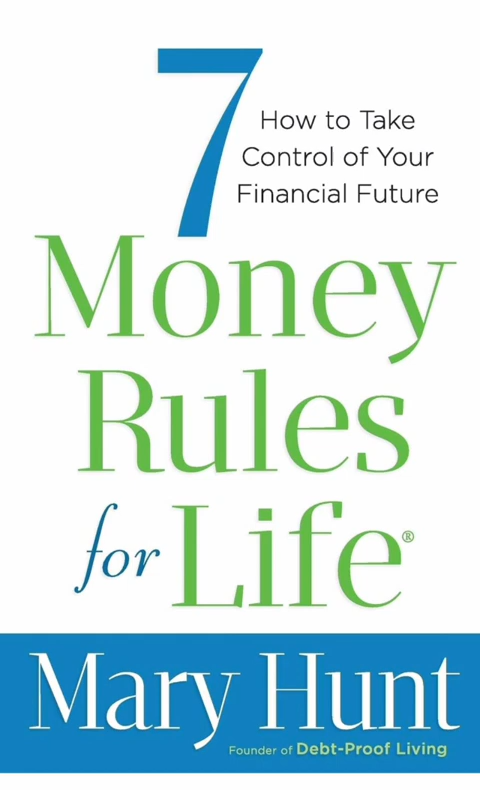 7
How to Take
Control of Your
Financial Future
Money
Rules
for Life®
Mary Hunt
Founder of Debt-Proof Living